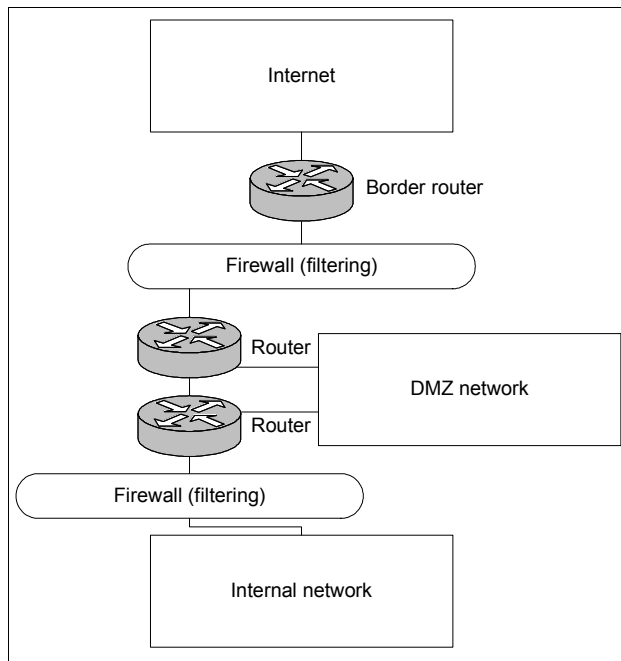 Internet
Border router
Firewall (filtering)
Router
DMZ network
Router
Firewall (filtering)
Internal network